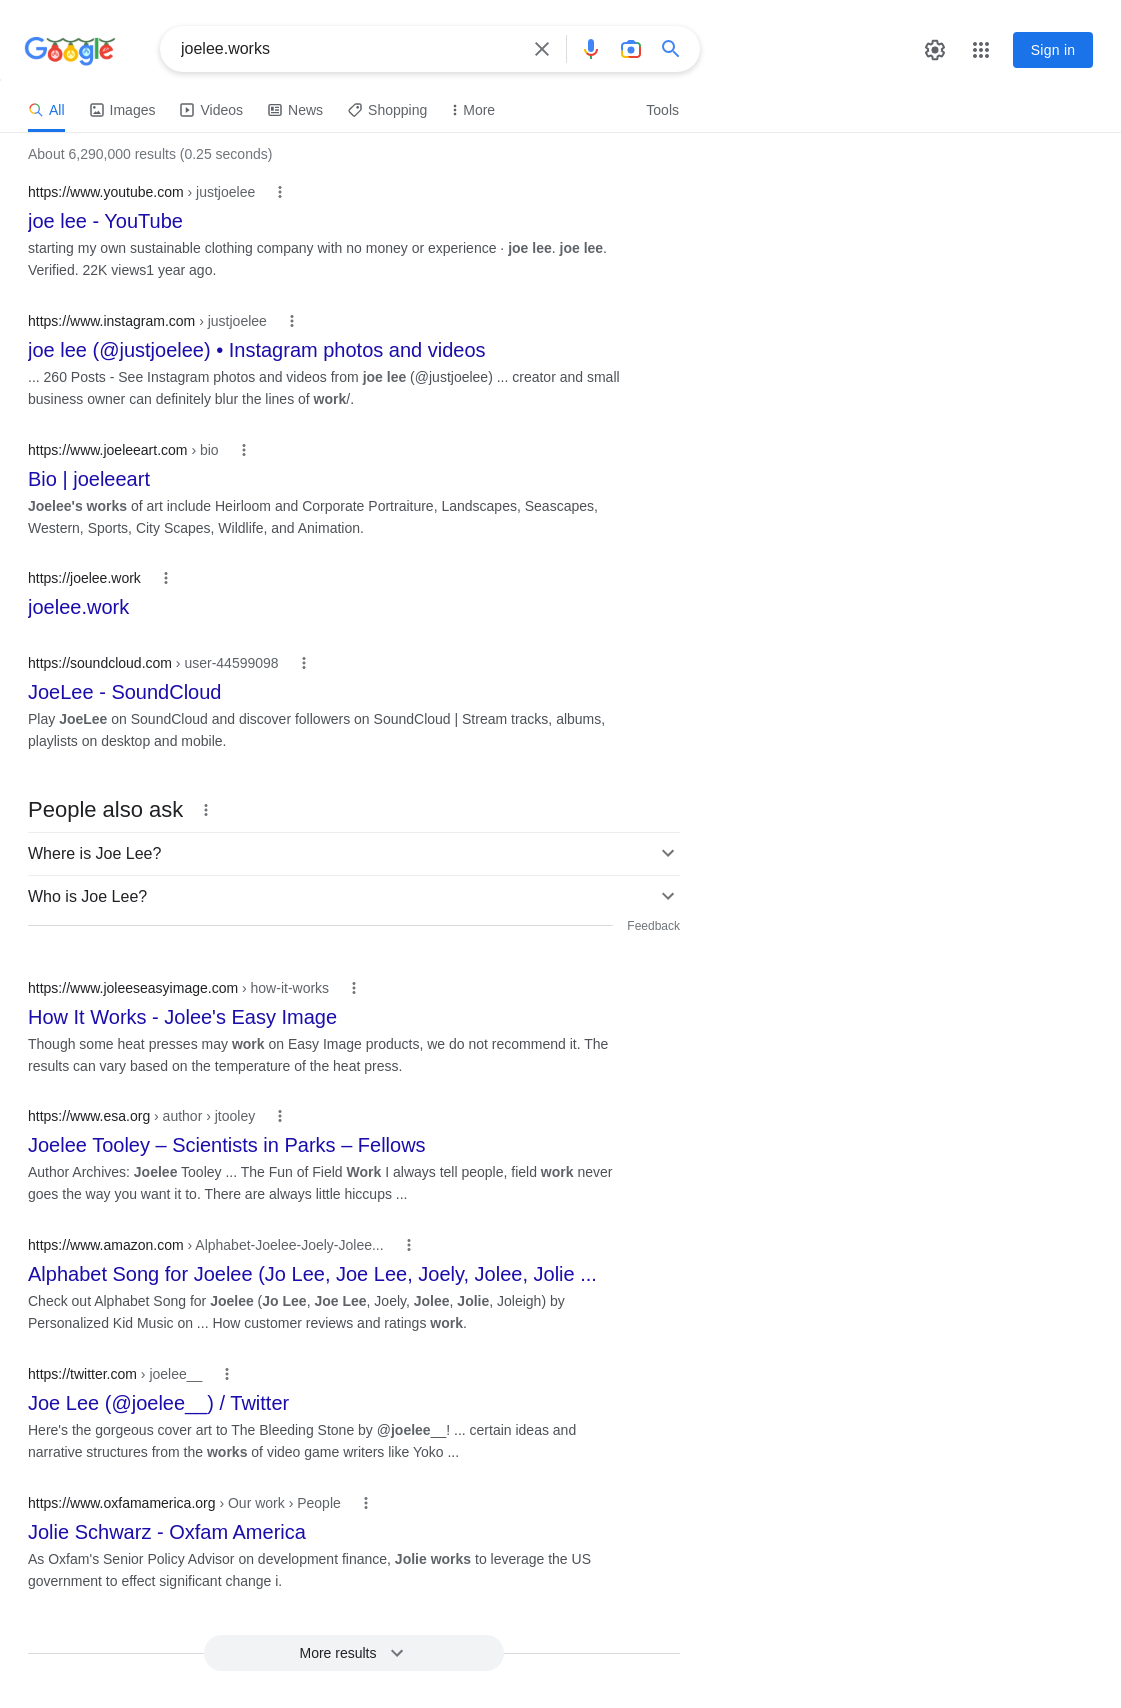 Google
joelee.works
Sign in
All
Images
Videos
News
Shopping
More
Tools
About 6,290,000 results (0.25 seconds)
https://www.youtube.com › justjoelee
joe lee - YouTube
starting my own sustainable clothing company with no money or experience · joe lee. joe lee.
Verified. 22K views1 year ago.
https://www.instagram.com › justjoelee
joe lee (@justjoelee) • Instagram photos and videos
... 260 Posts - See Instagram photos and videos from joe lee (@justjoelee) ... creator and small
business owner can definitely blur the lines of work/.
https://www.joeleeart.com › bio
Bio | joeleeart
Joelee's works of art include Heirloom and Corporate Portraiture, Landscapes, Seascapes,
Western, Sports, City Scapes, Wildlife, and Animation.
https://joelee.work
joelee.work
https://soundcloud.com › user-44599098
JoeLee - SoundCloud
Play JoeLee on SoundCloud and discover followers on SoundCloud | Stream tracks, albums,
playlists on desktop and mobile.
People also ask
Where is Joe Lee?
Who is Joe Lee?
Feedback
https://www.joleeseasyimage.com › how-it-works
How It Works - Jolee's Easy Image
Though some heat presses may work on Easy Image products, we do not recommend it. The
results can vary based on the temperature of the heat press.
https://www.esa.org › author › jtooley
Joelee Tooley – Scientists in Parks – Fellows
Author Archives: Joelee Tooley ... The Fun of Field Work I always tell people, field work never
goes the way you want it to. There are always little hiccups ...
https://www.amazon.com › Alphabet-Joelee-Joely-Jolee...
Alphabet Song for Joelee (Jo Lee, Joe Lee, Joely, Jolee, Jolie ...
Check out Alphabet Song for Joelee (Jo Lee, Joe Lee, Joely, Jolee, Jolie, Joleigh) by
Personalized Kid Music on ... How customer reviews and ratings work.
https://twitter.com › joelee__
Joe Lee (@joelee__) / Twitter
Here's the gorgeous cover art to The Bleeding Stone by @joelee__! ... certain ideas and
narrative structures from the works of video game writers like Yoko ...
https://www.oxfamamerica.org › Our work › People
Jolie Schwarz - Oxfam America
As Oxfam's Senior Policy Advisor on development finance, Jolie works to leverage the US
government to effect significant change i.
More results